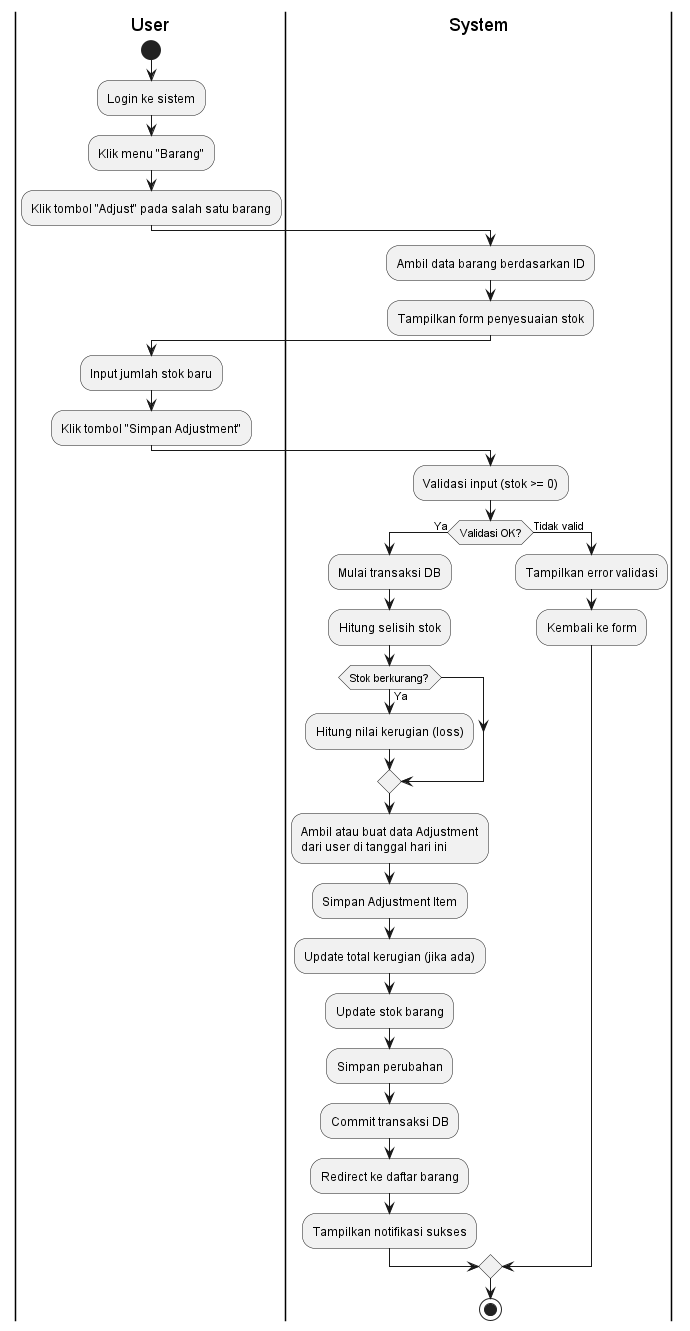 User
System
Login ke sistem
Klik menu "Barang"
Klik tombol "Adjust" pada salah satu barang
Ambil data barang berdasarkan ID
Tampilkan form penyesuaian stok
Input jumlah stok baru
Klik tombol "Simpan Adjustment"
Validasi input (stok >= 0)
Validasi OK?
Ya
Tidak valid
Mulai transaksi DB
Tampilkan error validasi
Hitung selisih stok
Kembali ke form
Stok berkurang?
Ya
Hitung nilai kerugian (loss)
Ambil atau buat data Adjustment
dari user di tanggal hari ini
Simpan Adjustment Item
Update total kerugian (jika ada)
Update stok barang
Simpan perubahan
Commit transaksi DB
Redirect ke daftar barang
Tampilkan notifikasi sukses